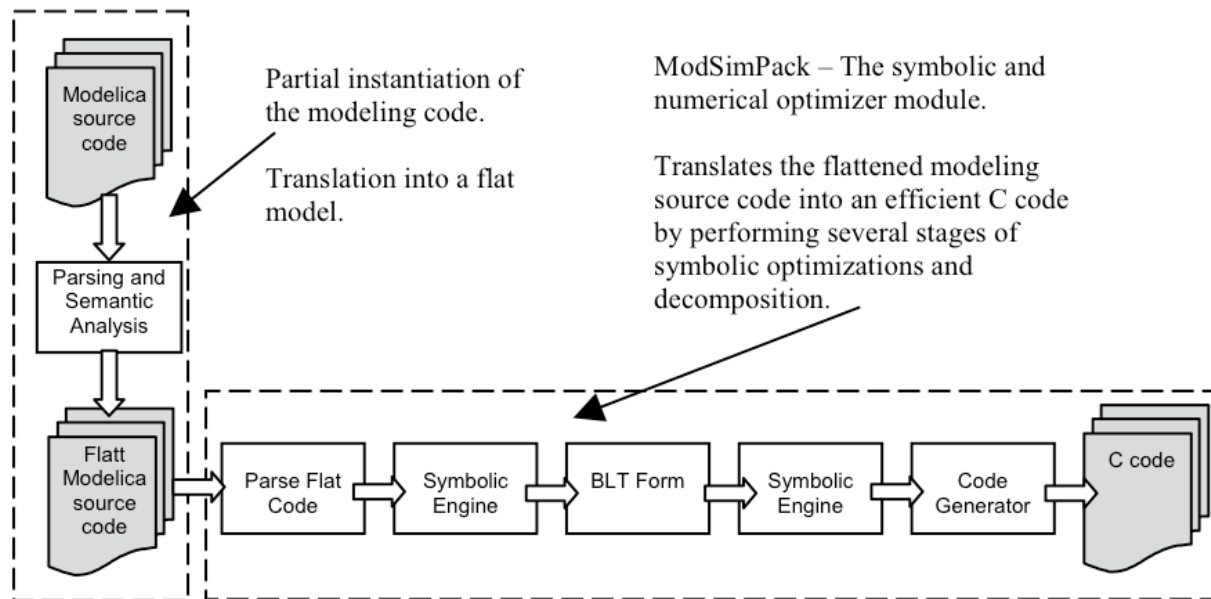 Modelica
source
code
Partial instantiation of
the modeling code.
Translation into a flat
model.
ModSimPack – The symbolic and
numerical optimizer module.
Translates the flattened modeling
source code into an efficient C code
by performing several stages of
symbolic optimizations and
decomposition.
Parsing and
Semantic
Analysis
Flatt
Modelica
source
code
Parse Flat
Code
Symbolic
Engine
BLT Form
Symbolic
Engine
Code
Generator
C code